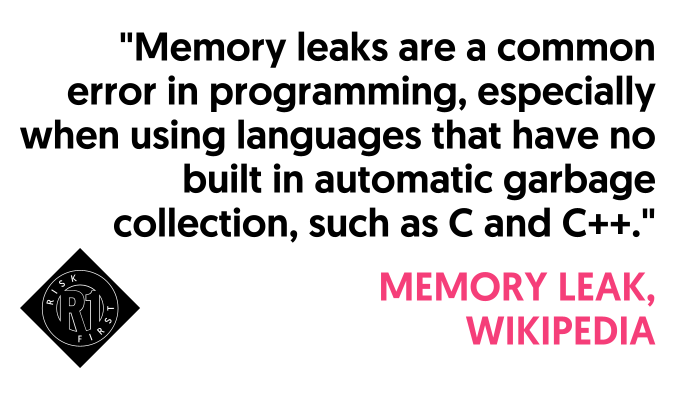 "Memory leaks are a common
error in programming, especially
when using languages that have no
built in automatic garbage
collection, such as C and C++."
MEMORY LEAK,
WIKIPEDIA
RISK
R1
FIRST